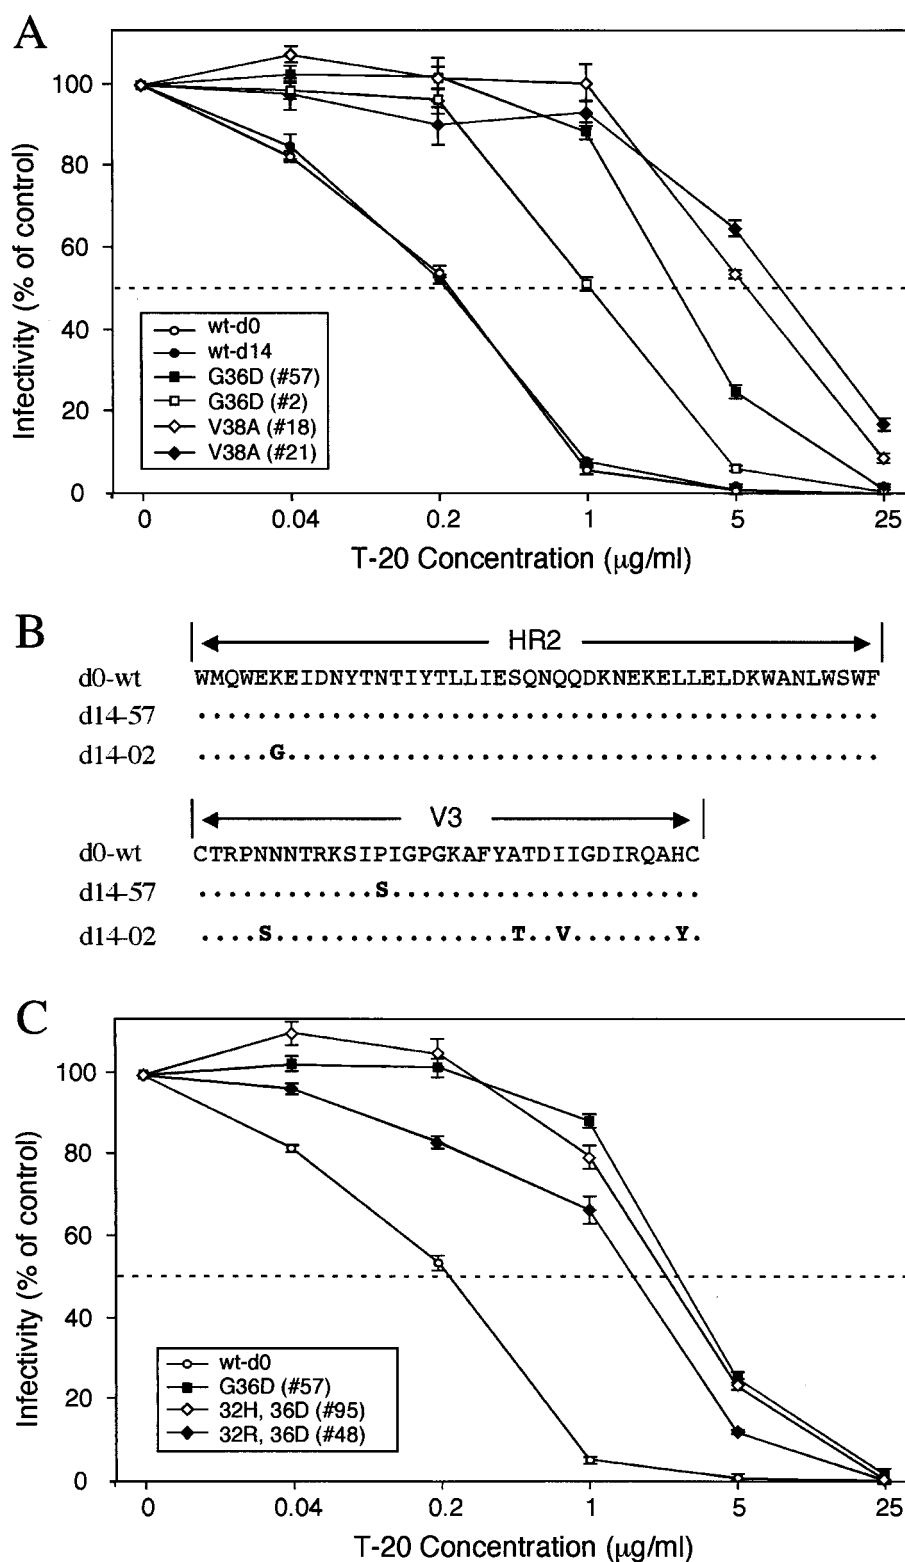 A
Infectivity (% of control)
100
80
60
40
20
0
wt-d0
wt-d14
G36D (#57)
G36D (#2)
V38A (#18)
V38A (#21)
0 0.04 0.2 1 5 25
T-20 Concentration (μg/ml)
B
HR2
d0-wt WMQWEKEIDNYTNTIYTLLIESQNQQDKNEKELLELDKWANLWSWF
d14-57 .............................................
d14-02 .....G.......................................
V3
d0-wt CTRPNNNTRKSIPIGPGKAFYATDIIGDIRQAHC
d14-57 ............S.....................
d14-02 ....S................T..V.......Y.
C
Infectivity (% of control)
100
80
60
40
20
0
wt-d0
G36D (#57)
32H, 36D (#95)
32R, 36D (#48)
0 0.04 0.2 1 5 25
T-20 Concentration (μg/ml)